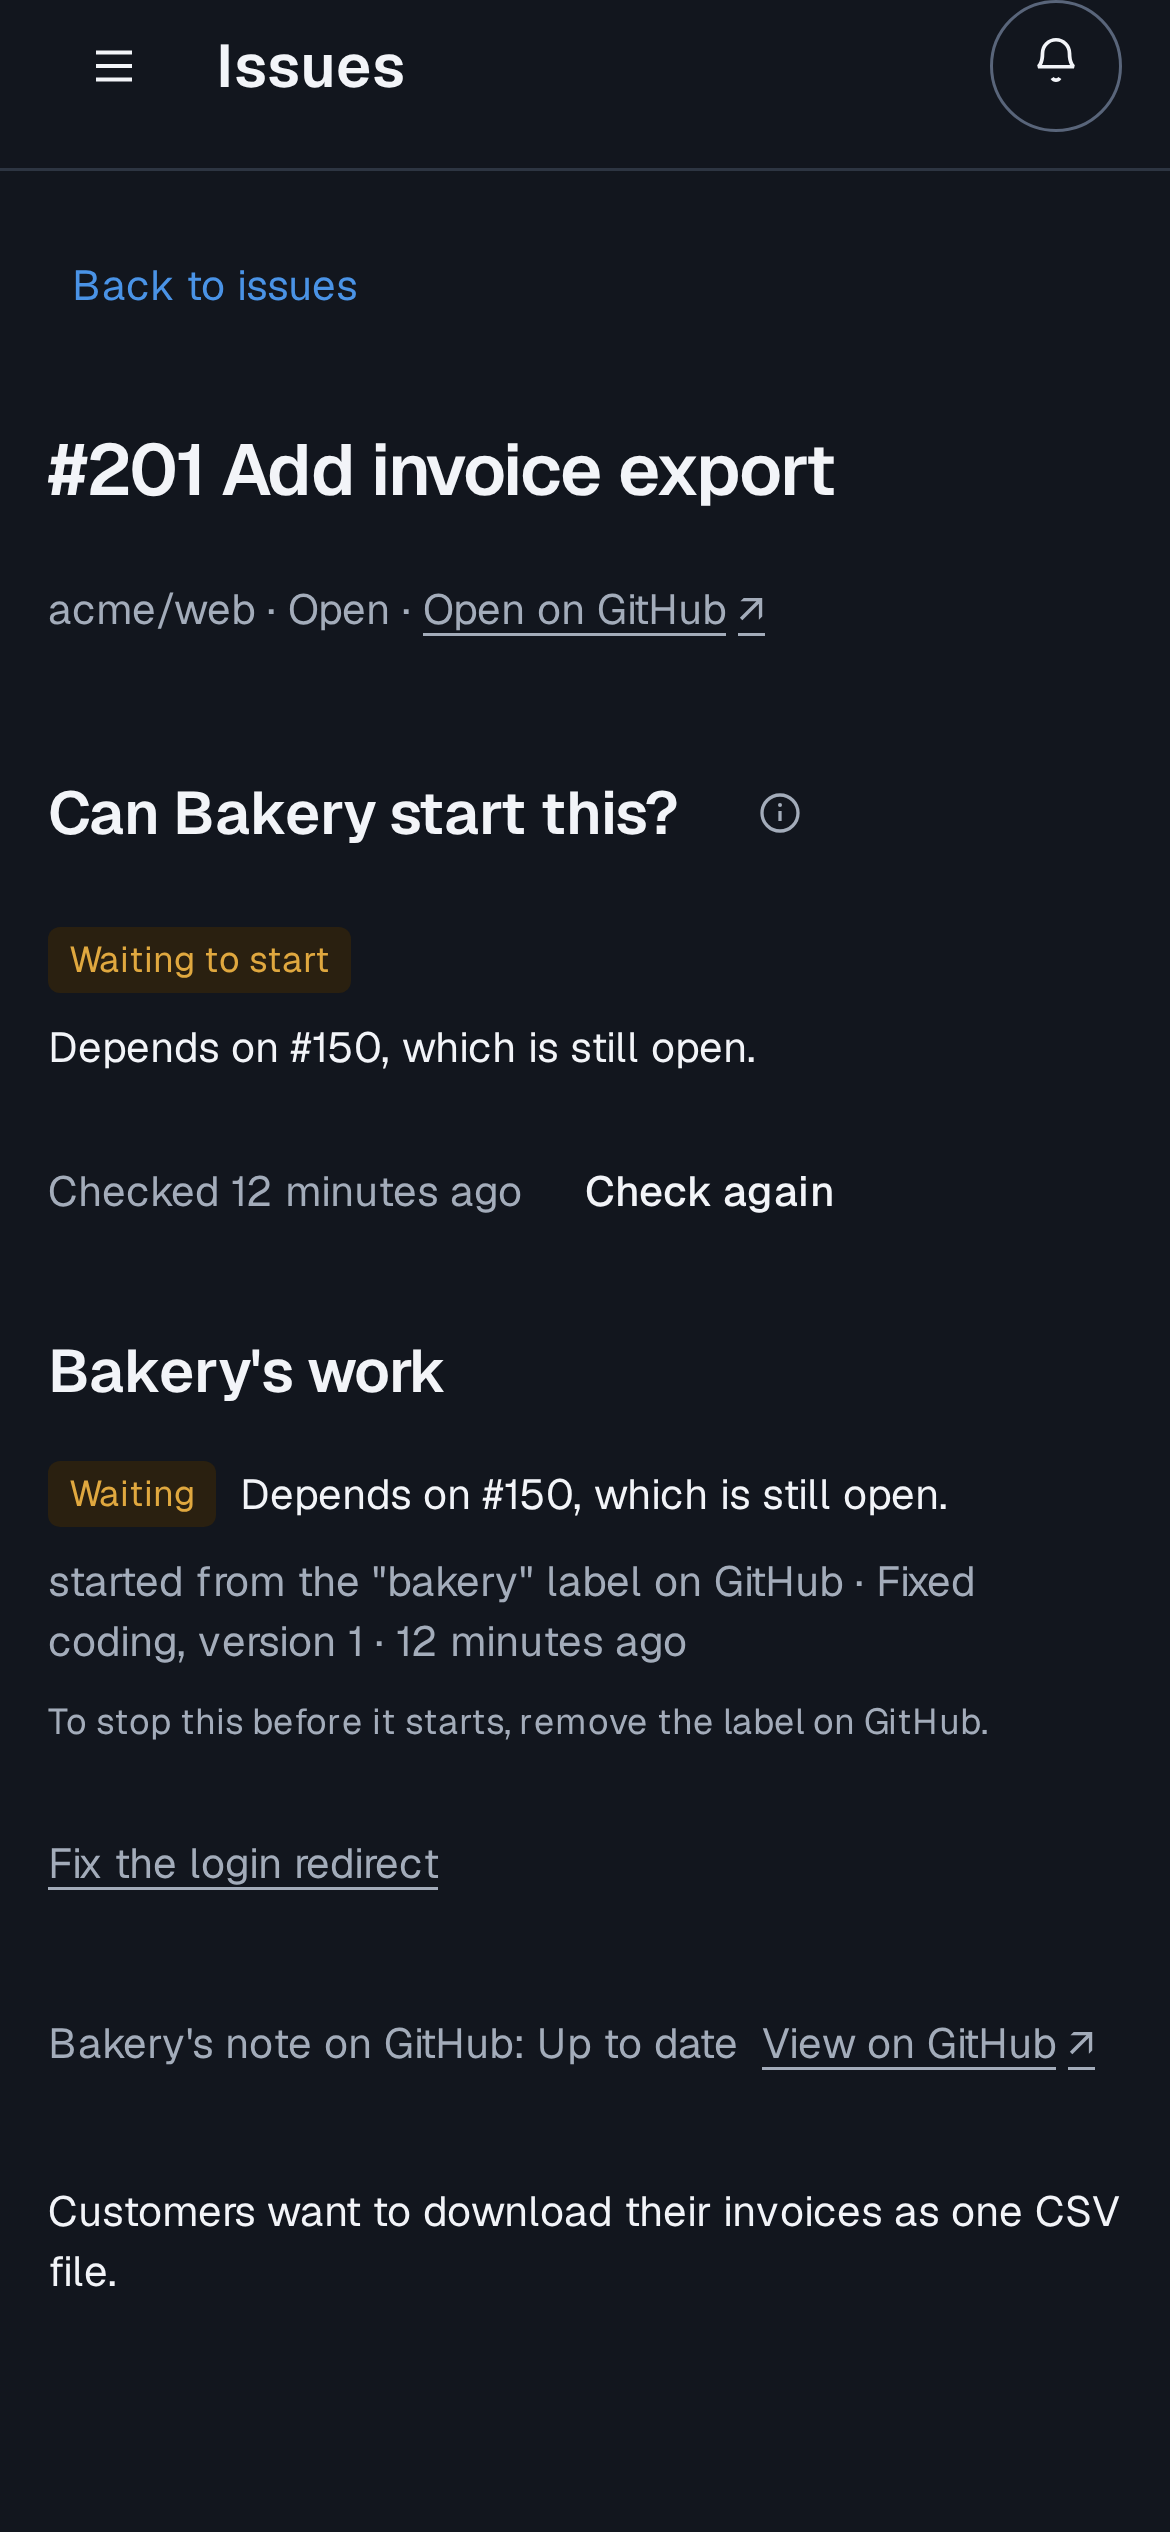 Issues
Back to issues
#201 Add invoice export
acme/web · Open · Open on GitHub ↗
Can Bakery start this?
Waiting to start
Depends on #150, which is still open.
Checked 12 minutes ago Check again
Bakery's work
Waiting Depends on #150, which is still open.
started from the "bakery" label on GitHub · Fixed
coding, version 1 · 12 minutes ago
To stop this before it starts, remove the label on GitHub.
Fix the login redirect
Bakery's note on GitHub: Up to date View on GitHub ↗
Customers want to download their invoices as one CSV
file.